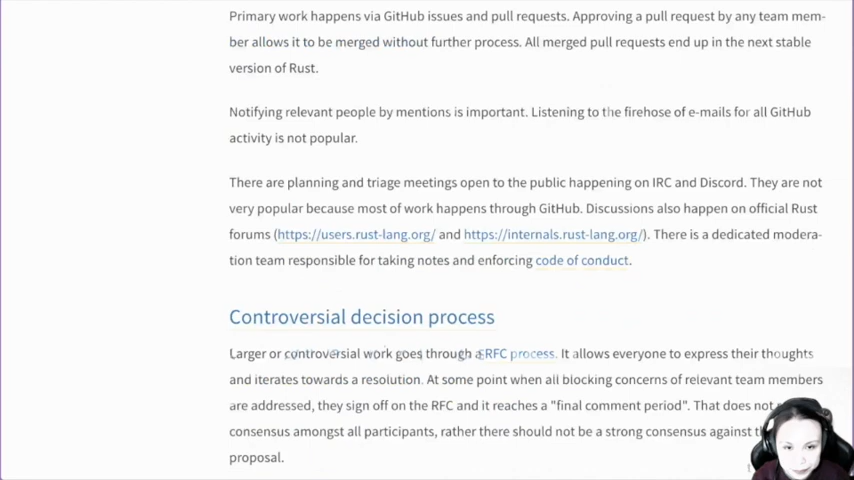 Primary work happens via GitHub issues and pull requests. Approving a pull request by any team mem-
ber allows it to be merged without further process. All merged pull requests end up in the next stable
version of Rust.
Notifying relevant people by mentions is important. Listening to the firehose of e-mails for all GitHub
activity is not popular.
There are planning and triage meetings open to the public happening on IRC and Discord. They are not
very popular because most of work happens through GitHub. Discussions also happen on official Rust
forums (https://users.rust-lang.org/ and https://internals.rust-lang.org/). There is a dedicated modera-
tion team responsible for taking notes and enforcing code of conduct.
Controversial decision process
Larger or controversial work goes through a RFC process. It allows everyone to express their thoughts
and iterates towards a resolution. At some point when all blocking concerns of relevant team members
are addressed, they sign off on the RFC and it reaches a "final comment period". That does not
consensus amongst all participants, rather there should not be a strong consensus against
proposal.